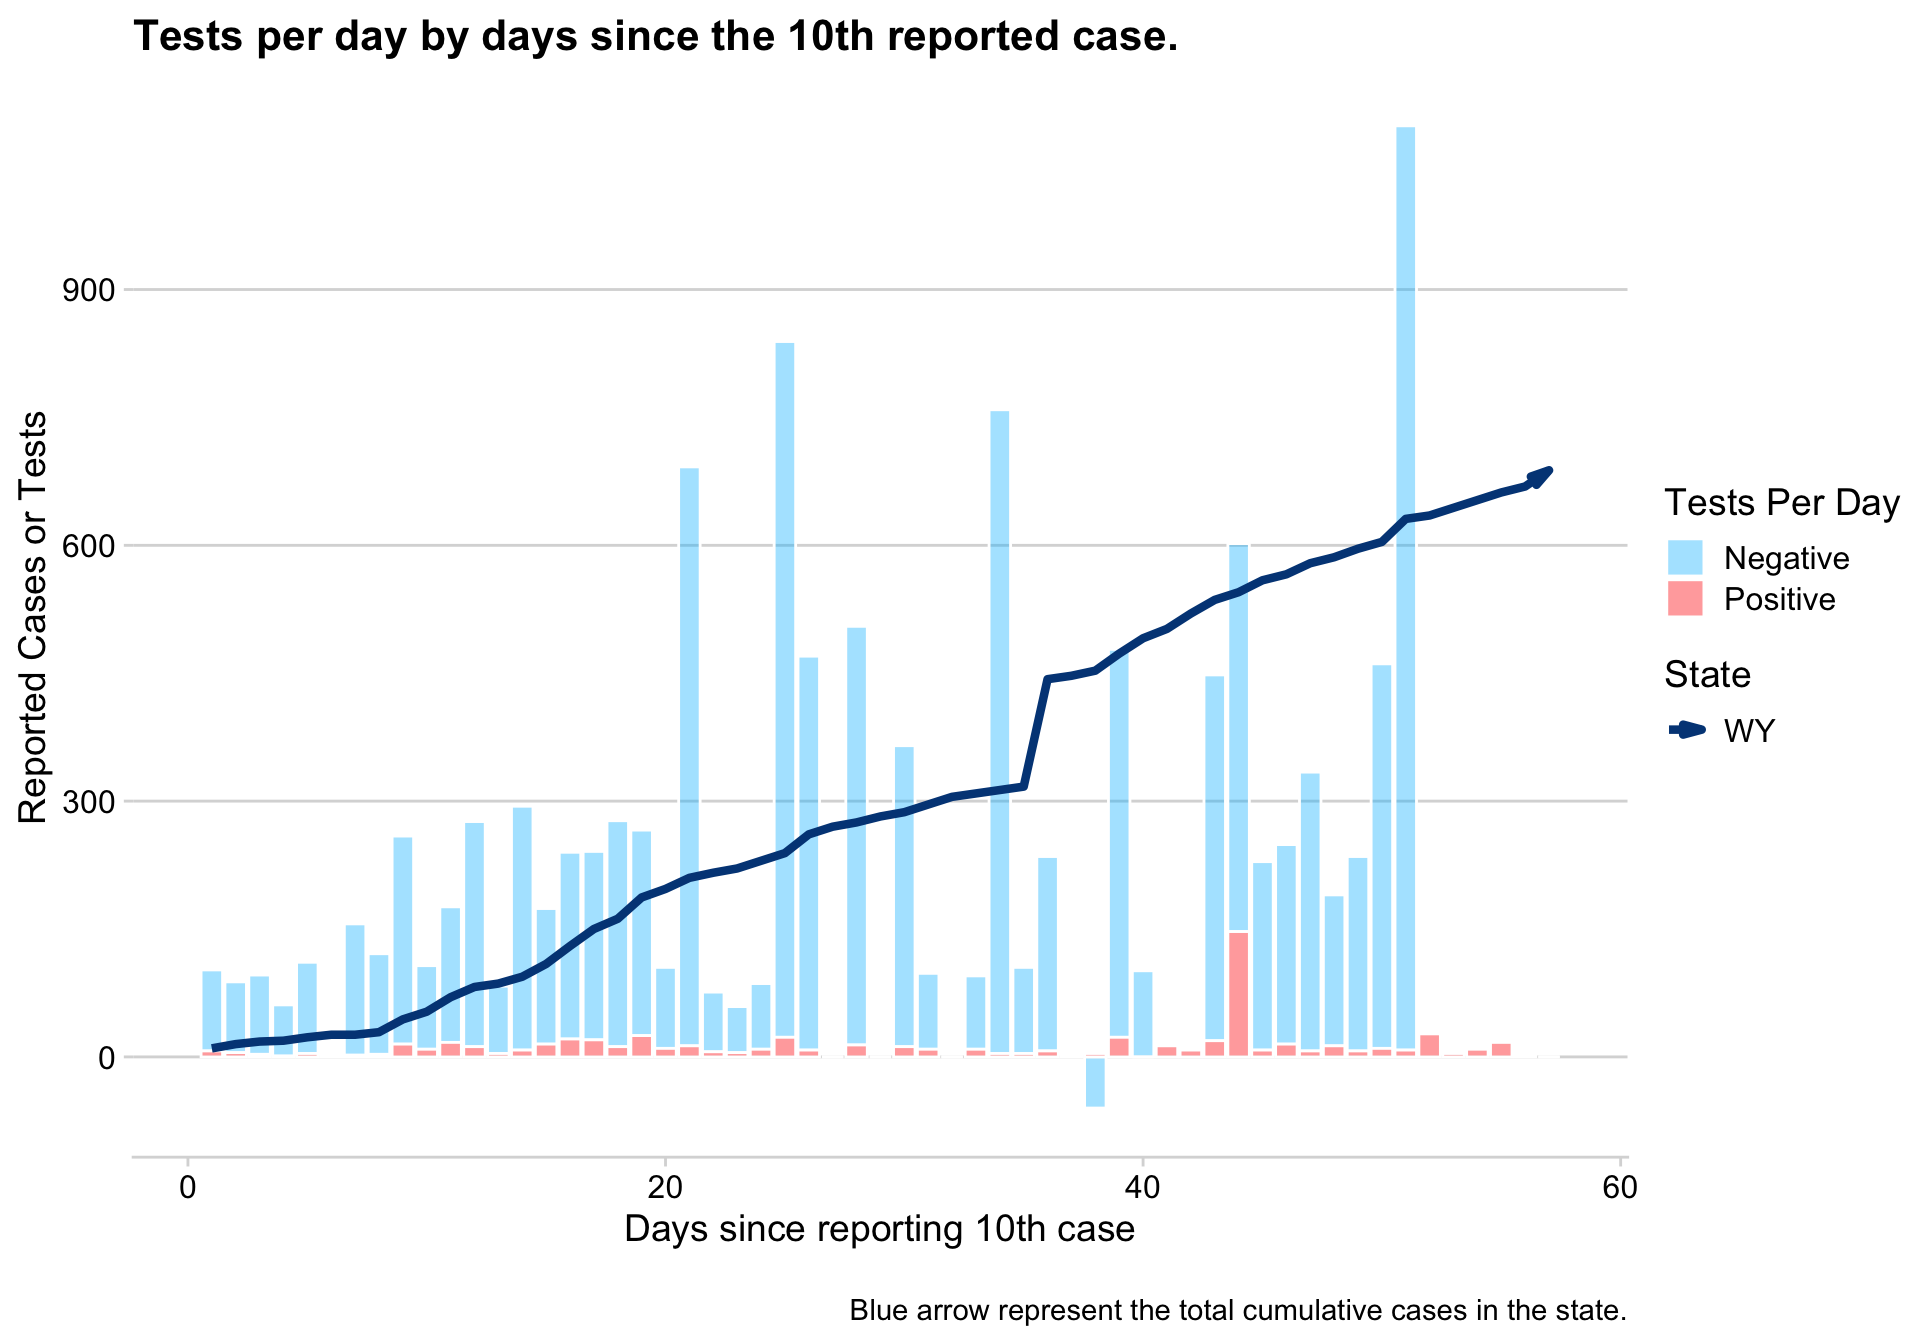 Tests per day by days since the 10th reported case.
Reported Cases or Tests
900
600
300
0
0
20
40
60
Days since reporting 10th case
Tests Per Day
Negative
Positive
State
WY
Blue arrow represent the total cumulative cases in the state.